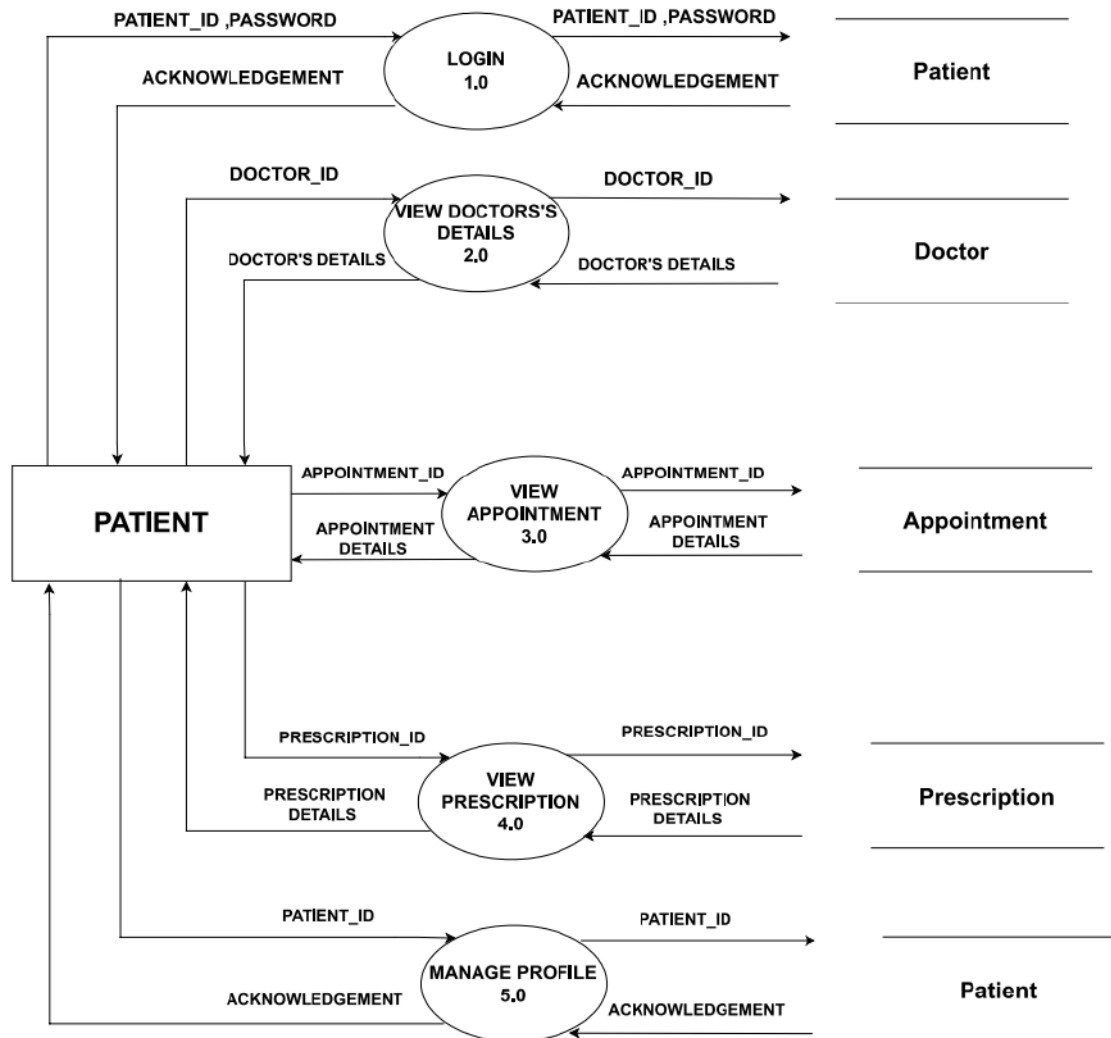 PATIENT_ID ,PASSWORD
PATIENT_ID ,PASSWORD
LOGIN
1.0
ACKNOWLEDGEMENT
ACKNOWLEDGEMENT
Patient
DOCTOR_ID
DOCTOR_ID
VIEW DOCTORS'S
DETAILS
2.0
DOCTOR'S DETAILS
DOCTOR'S DETAILS
Doctor
PATIENT
APPOINTMENT_ID
APPOINTMENT_ID
VIEW
APPOINTMENT
3.0
APPOINTMENT
DETAILS
APPOINTMENT
DETAILS
Appointment
PRESCRIPTION_ID
PRESCRIPTION_ID
VIEW
PRESCRIPTION
4.0
PRESCRIPTION
DETAILS
PRESCRIPTION
DETAILS
Prescription
PATIENT_ID
PATIENT_ID
MANAGE PROFILE
5.0
ACKNOWLEDGEMENT
ACKNOWLEDGEMENT
Patient